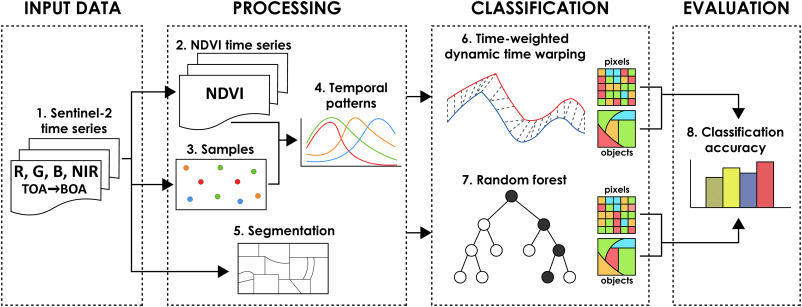 INPUT DATA
PROCESSING
CLASSIFICATION
EVALUATION
1. Sentinel-2
time series
R, G, B, NIR
TOA→BOA
2. NDVI time series
NDVI
3. Samples
4. Temporal
patterns
5. Segmentation
6. Time-weighted
dynamic time warping
pixels
objects
7. Random forest
pixels
objects
8. Classification
accuracy